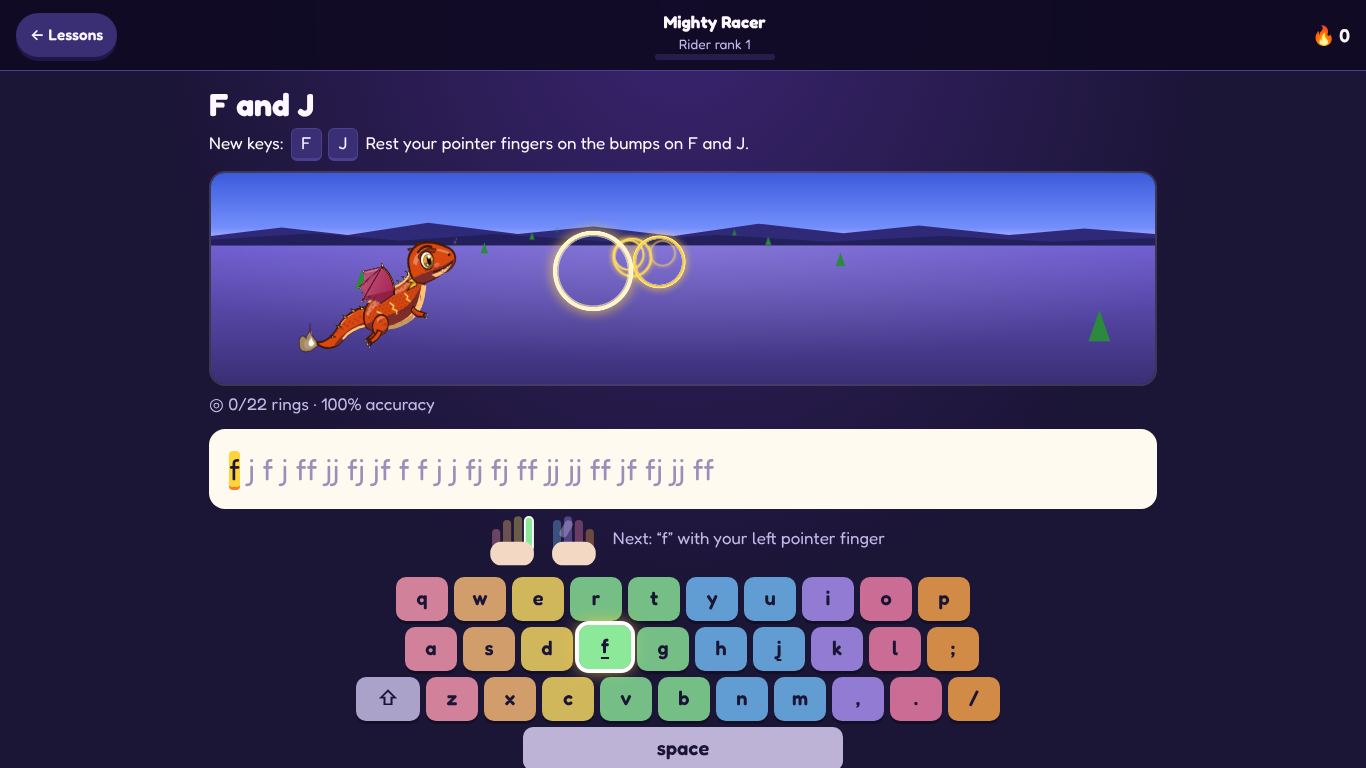 ← Lessons
Mighty Racer
Rider rank 1
🔥 0
F and J
New keys: F J Rest your pointer fingers on the bumps on F and J.
◎ 0/22 rings · 100% accuracy
f j f j ff jj fj jf f f j j fj fj ff jj jj ff jf fj jj ff
Next: “f” with your left pointer finger
q w e r t y u i o p
a s d f g h j k l ;
⇧ z x c v b n m , . /
space